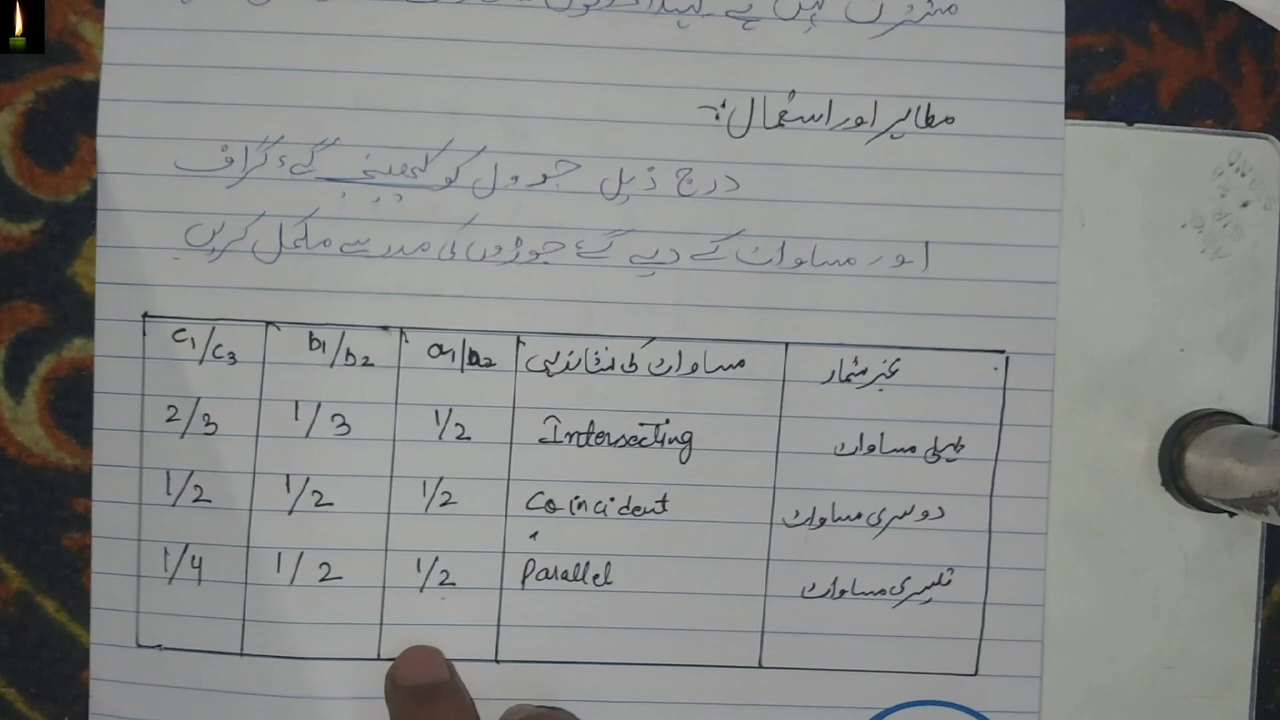 مظاہر اور استعمال:-
درج ذیل جدول کو کھینچے گئے گراف
اور مساوات کے دیے گئے جوڑوں کی مدد سے مکمل کریں
نمبر شمار	مساوات کی نشاندہی	a1/a2	b1/b2	c1/c3
پہلی مساوات	Intersecting	1/2	1/3	2/3
دوسری مساوات	Coincident	1/2	1/2	1/2
تیسری مساوات	Parallel	1/2	1/2	1/4